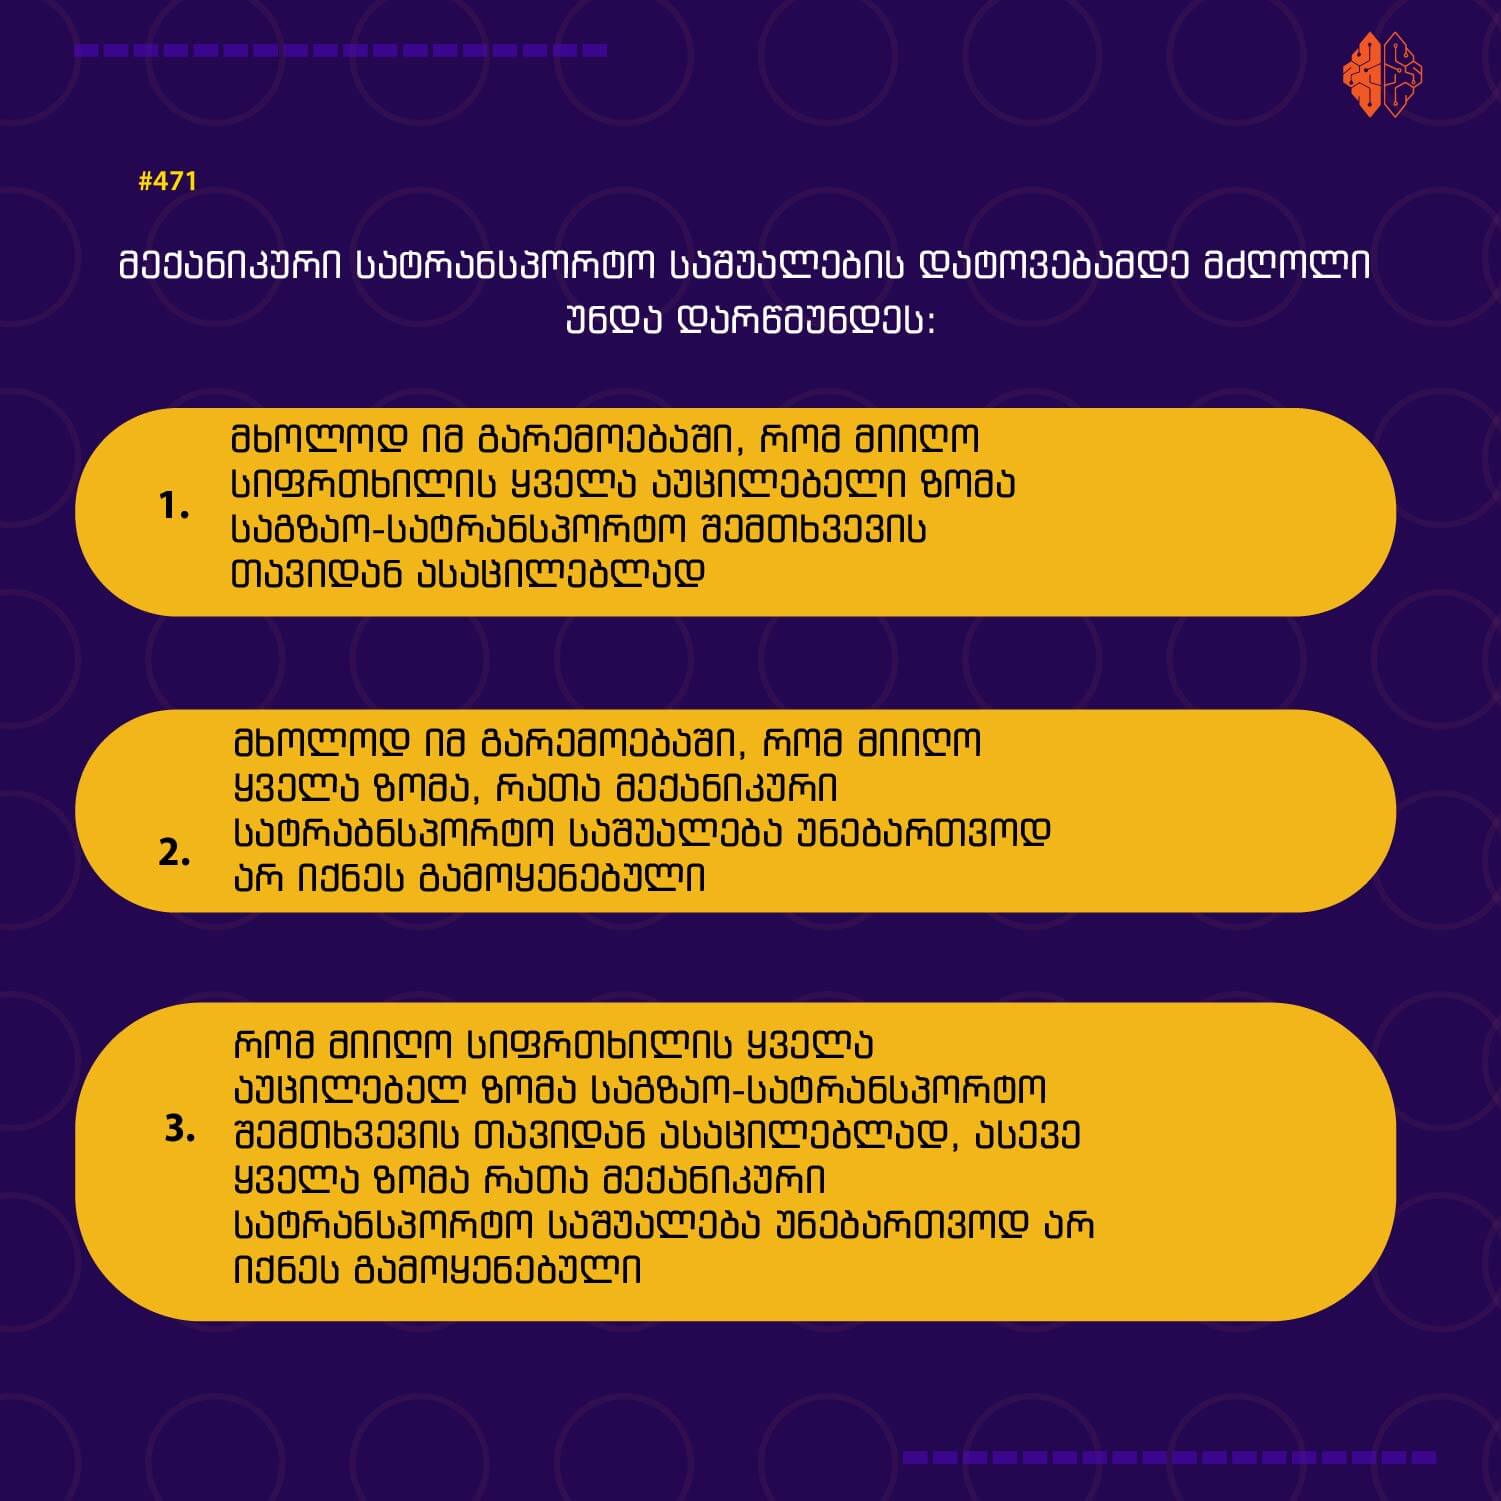 #471
მექანიკური სატრანსპორტო საშუალების დატოვებამდე მძღოლი
უნდა დარწმუნდეს:
1.
მხოლოდ იმ გარემოებაში, რომ მიიღო
სიფრთხილის ყველა აუცილებელი ზომა
საგზაო-სატრანსპორტო შემთხვევის
თავიდან ასაცილებლად
2.
მხოლოდ იმ გარემოებაში, რომ მიიღო
ყველა ზომა, რათა მექანიკური
სატრაბნსპორტო საშუალება უნებართვოდ
არ იქნეს გამოყენებული
3.
რომ მიიღო სიფრთხილის ყველა
აუცილებელ ზომა საგზაო-სატრანსპორტო
შემთხვევის თავიდან ასაცილებლად, ასევე
ყველა ზომა რათა მექანიკური
სატრანსპორტო საშუალება უნებართვოდ არ
იქნეს გამოყენებული